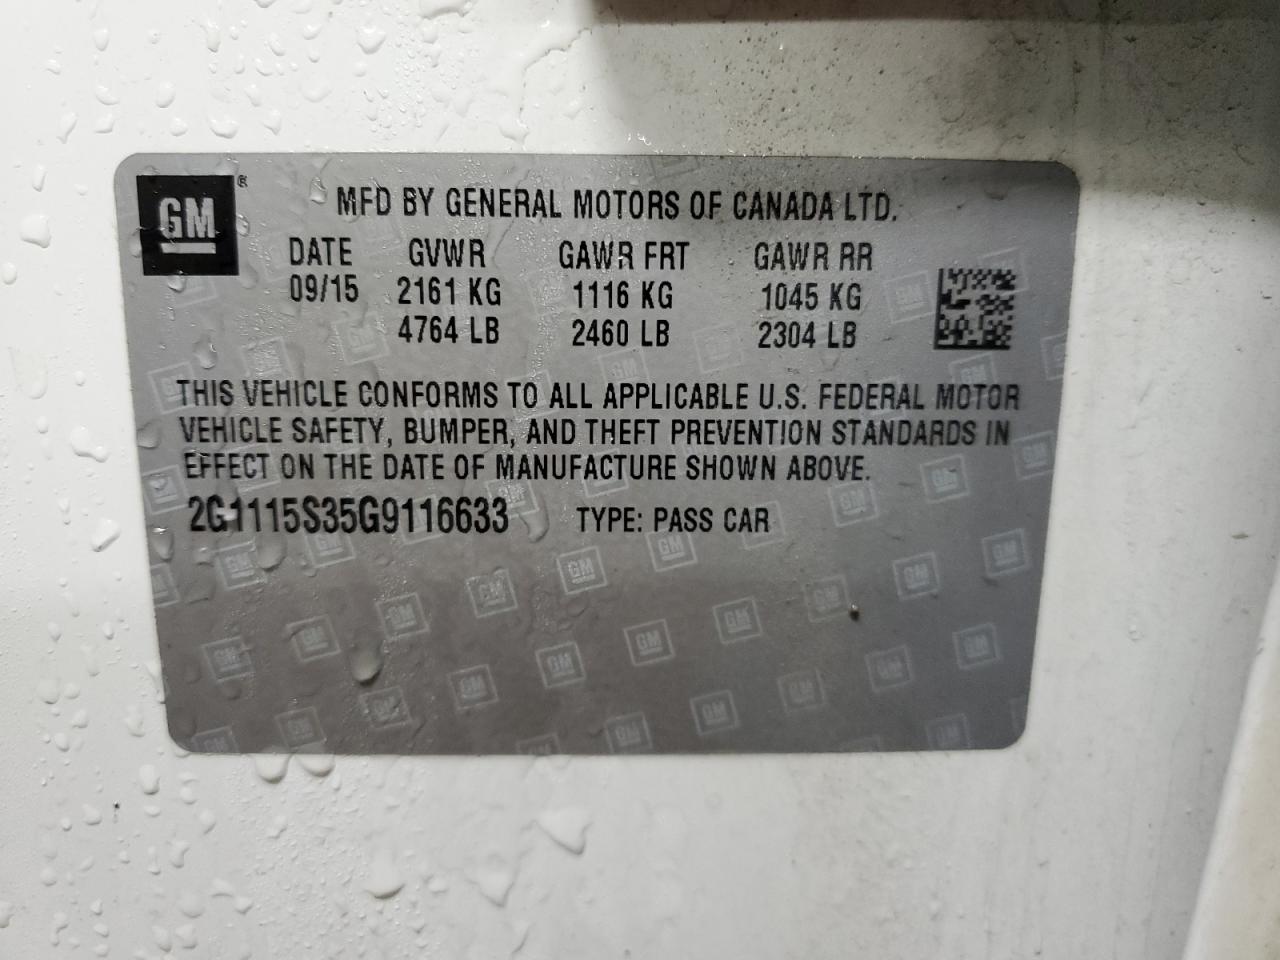 GM ®
MFD BY GENERAL MOTORS OF CANADA LTD.
DATE GVWR GAWR FRT GAWR RR
09/15 2161 KG 1116 KG 1045 KG
4764 LB 2460 LB 2304 LB
THIS VEHICLE CONFORMS TO ALL APPLICABLE U.S. FEDERAL MOTOR
VEHICLE SAFETY, BUMPER, AND THEFT PREVENTION STANDARDS IN
EFFECT ON THE DATE OF MANUFACTURE SHOWN ABOVE.
2G1115S35G9116633 TYPE: PASS CAR